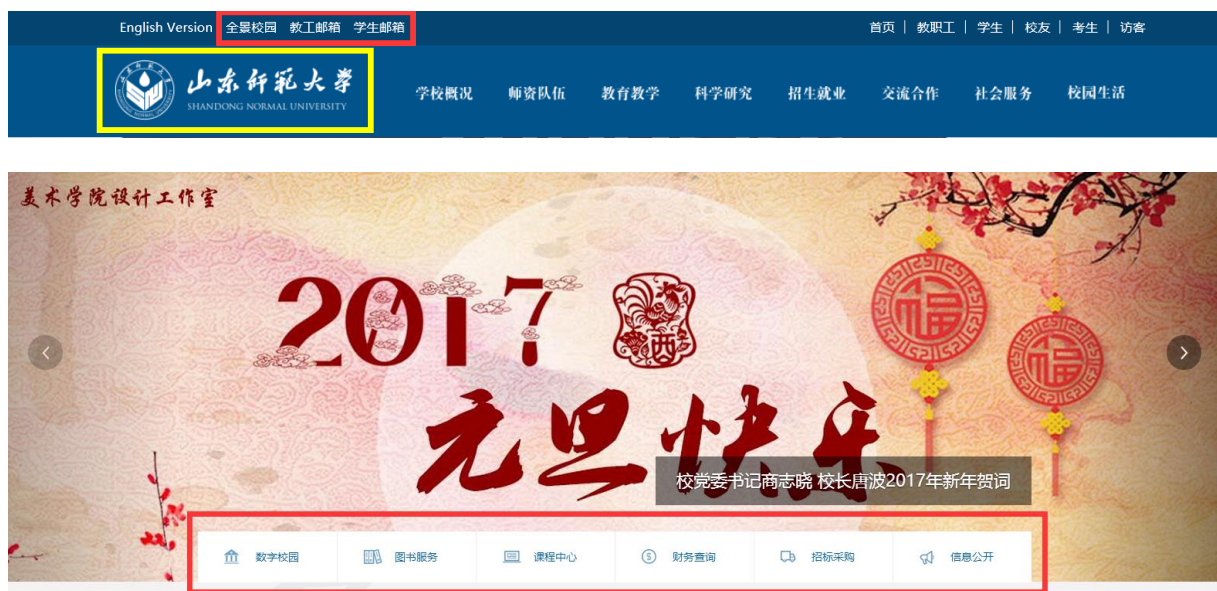 English Version 全景校园 教工邮箱 学生邮箱 首页 | 教职工 | 学生 | 校友 | 考生 | 访客
山东师范大学 学校概况 师资队伍 教育教学 科学研究 招生就业 交流合作 社会服务 校园生活
SHANDONG NORMAL UNIVERSITY
美术学院设计工作室
2017 酉
福
福
元旦快乐
校党委书记商志晓 校长唐波2017年新年贺词
数字校园 图书服务 课程中心 财务查询 招标采购 信息公开